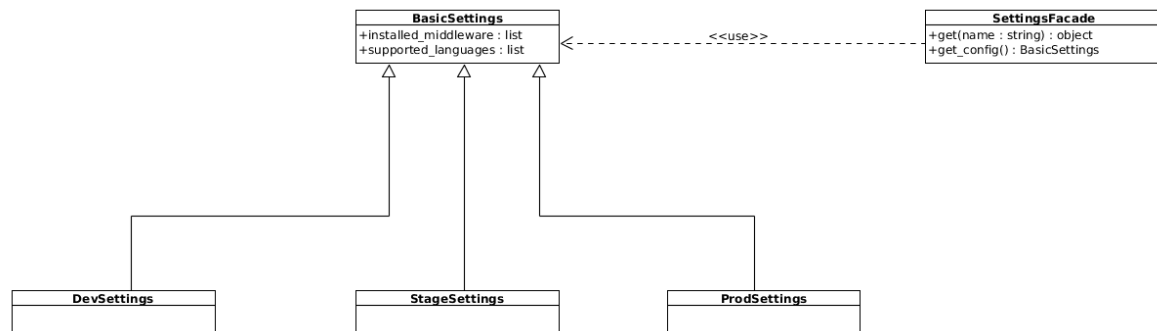 BasicSettings
+installed_middleware : list
+supported_languages : list
<<use>>
SettingsFacade
+get(name : string) : object
+get_config() : BasicSettings
DevSettings
StageSettings
ProdSettings